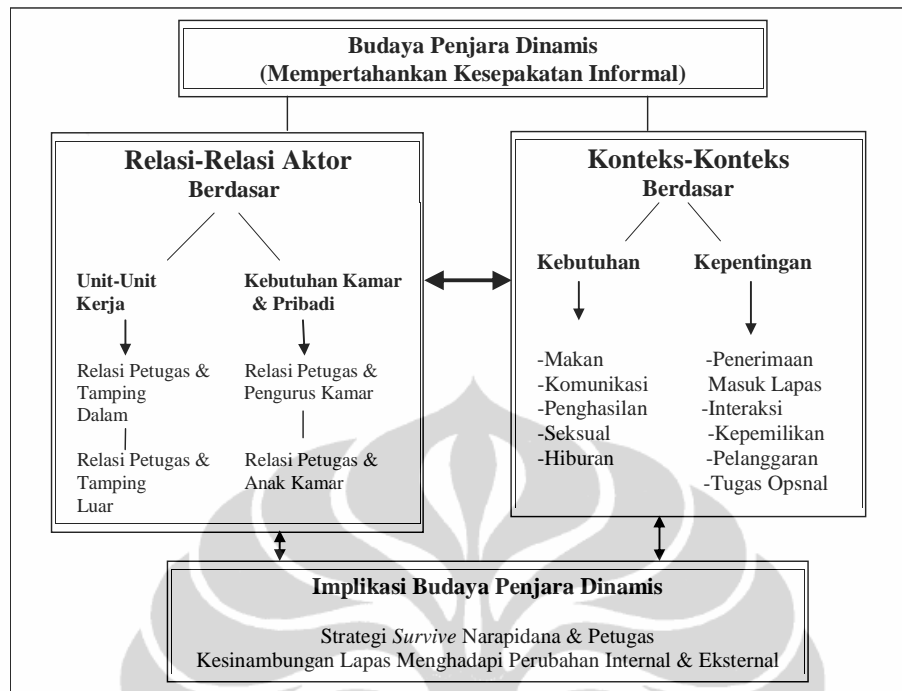 Budaya Penjara Dinamis
(Mempertahankan Kesepakatan Informal)
Relasi-Relasi Aktor
Berdasar
Unit-Unit
Kerja
Kebutuhan Kamar
& Pribadi
Relasi Petugas &
Tamping
Dalam
Relasi Petugas &
Pengurus Kamar
Relasi Petugas &
Tamping
Luar
Relasi Petugas &
Anak Kamar
Konteks-Konteks
Berdasar
Kebutuhan
Kepentingan
-Makan
-Komunikasi
-Penghasilan
-Seksual
-Hiburan
-Penerimaan
Masuk Lapas
-Interaksi
-Kepemilikan
-Pelanggaran
-Tugas Opsnal
Implikasi Budaya Penjara Dinamis
Strategi Survive Narapidana & Petugas
Kesinambungan Lapas Menghadapi Perubahan Internal & Eksternal